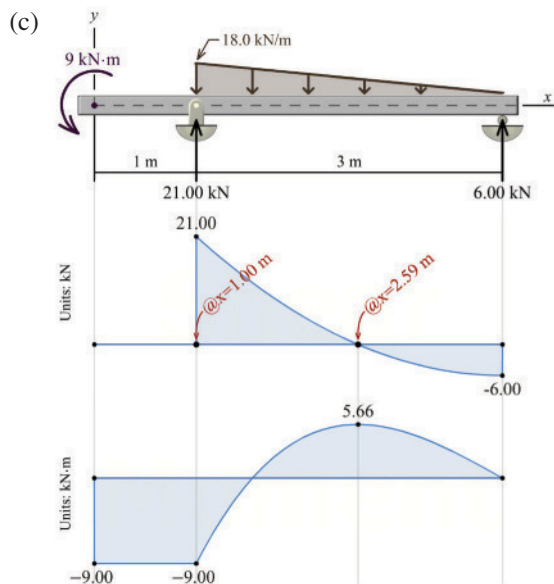 (c)
y
9 kN·m
18.0 kN/m
x
1 m
3 m
21.00 kN
6.00 kN
21.00
@x=1.00 m
@x=2.59 m
Units: kN
-6.00
5.66
Units: kN·m
−9.00
−9.00